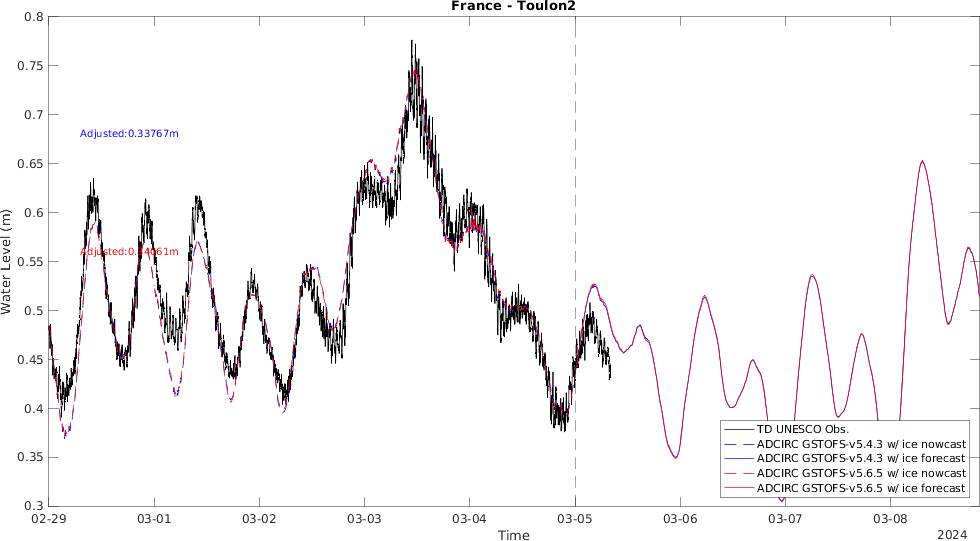 France - Toulon2
0.8
0.75
0.7
0.65
0.6
0.55
0.5
0.45
0.4
0.35
0.3
Water Level (m)
Adjusted:0.33767m
Adjusted:0.34061m
TD UNESCO Obs.
ADCIRC GSTOFS-v5.4.3 w/ ice nowcast
ADCIRC GSTOFS-v5.4.3 w/ ice forecast
ADCIRC GSTOFS-v5.6.5 w/ ice nowcast
ADCIRC GSTOFS-v5.6.5 w/ ice forecast
02-29 03-01 03-02 03-03 03-04 03-05 03-06 03-07 03-08
Time
2024